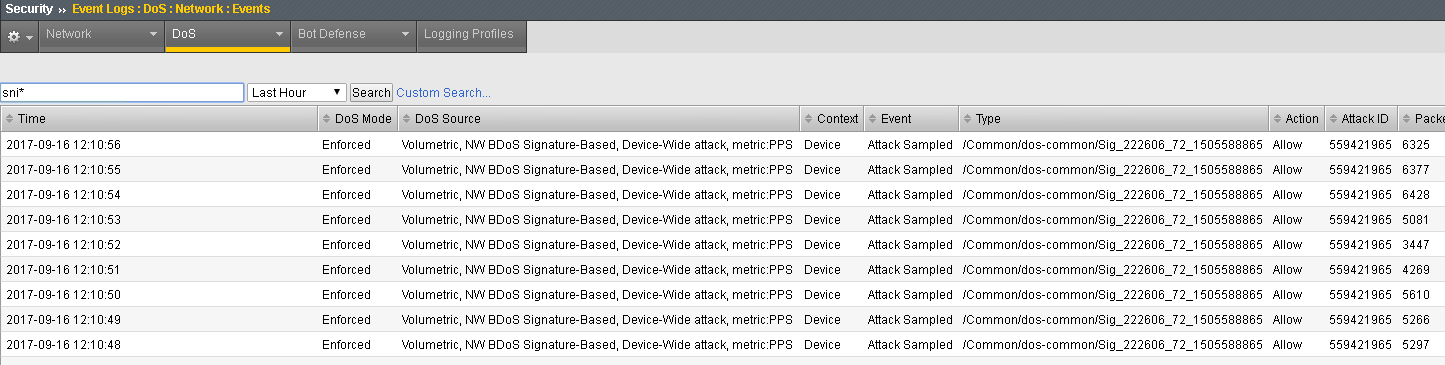 Security ›› Event Logs : DoS : Network : Events
Network DoS Bot Defense Logging Profiles
sni* Last Hour Search Custom Search...
Time DoS Mode DoS Source Context Event Type Action Attack ID Packe
2017-09-16 12:10:56 Enforced Volumetric, NW BDoS Signature-Based, Device-Wide attack, metric:PPS Device Attack Sampled /Common/dos-common/Sig_222606_72_1505588865 Allow 559421965 6325
2017-09-16 12:10:55 Enforced Volumetric, NW BDoS Signature-Based, Device-Wide attack, metric:PPS Device Attack Sampled /Common/dos-common/Sig_222606_72_1505588865 Allow 559421965 6377
2017-09-16 12:10:54 Enforced Volumetric, NW BDoS Signature-Based, Device-Wide attack, metric:PPS Device Attack Sampled /Common/dos-common/Sig_222606_72_1505588865 Allow 559421965 6428
2017-09-16 12:10:53 Enforced Volumetric, NW BDoS Signature-Based, Device-Wide attack, metric:PPS Device Attack Sampled /Common/dos-common/Sig_222606_72_1505588865 Allow 559421965 5081
2017-09-16 12:10:52 Enforced Volumetric, NW BDoS Signature-Based, Device-Wide attack, metric:PPS Device Attack Sampled /Common/dos-common/Sig_222606_72_1505588865 Allow 559421965 3447
2017-09-16 12:10:51 Enforced Volumetric, NW BDoS Signature-Based, Device-Wide attack, metric:PPS Device Attack Sampled /Common/dos-common/Sig_222606_72_1505588865 Allow 559421965 4269
2017-09-16 12:10:50 Enforced Volumetric, NW BDoS Signature-Based, Device-Wide attack, metric:PPS Device Attack Sampled /Common/dos-common/Sig_222606_72_1505588865 Allow 559421965 5610
2017-09-16 12:10:49 Enforced Volumetric, NW BDoS Signature-Based, Device-Wide attack, metric:PPS Device Attack Sampled /Common/dos-common/Sig_222606_72_1505588865 Allow 559421965 5266
2017-09-16 12:10:48 Enforced Volumetric, NW BDoS Signature-Based, Device-Wide attack, metric:PPS Device Attack Sampled /Common/dos-common/Sig_222606_72_1505588865 Allow 559421965 5297